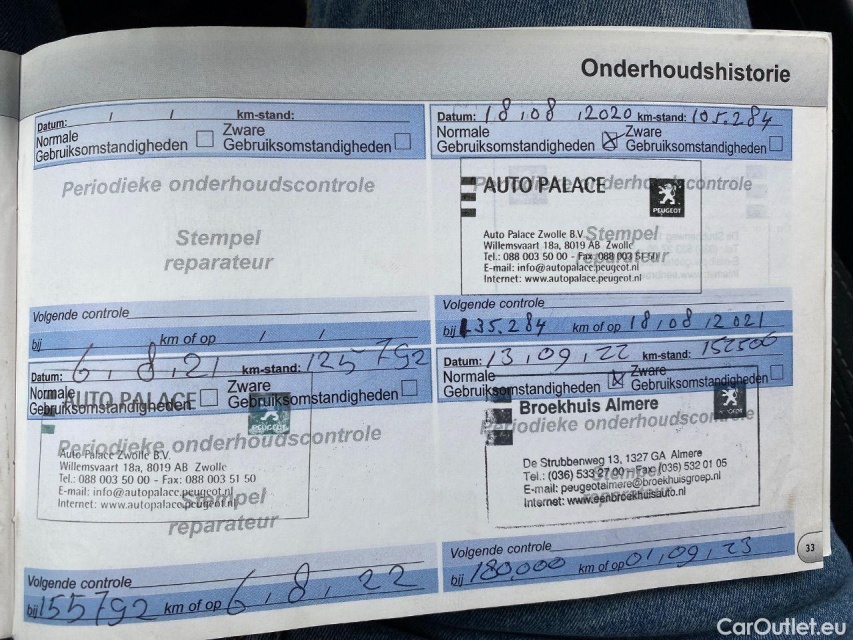 Onderhoudshistorie
Datum: / / km-stand:
Normale Gebruiksomstandigheden
Zware Gebruiksomstandigheden
Periodieke onderhoudscontrole
Stempel
reparateur
Volgende controle
bij km of op / /
Datum: 18,08,2020 km-stand: 105.284
Normale Gebruiksomstandigheden
Zware Gebruiksomstandigheden
Periodieke onderhoudscontrole
AUTO PALACE
PEUGEOT
Stempel
reparateur
Auto Palace Zwolle B.V.
Willemsvaart 18a, 8019 AB Zwolle
Tel.: 088 003 50 00 - Fax: 088 003 51 50
E-mail: info@autopalace.peugeot.nl
Internet: www.autopalace.peugeot.nl
Volgende controle
bij 135.284 km of op 18,08,2021
Datum: 6,8,21 km-stand: 125792
Normale Gebruiksomstandigheden
Zware Gebruiksomstandigheden
AUTO PALACE
PEUGEOT
Periodieke onderhoudscontrole
Auto Palace Zwolle B.V.
Willemsvaart 18a, 8019 AB Zwolle
Tel.: 088 003 50 00 - Fax: 088 003 51 50
E-mail: info@autopalace.peugeot.nl
Internet: www.autopalace.peugeot.nl
Stempel
reparateur
Volgende controle
bij 155792 km of op 6,8,22
Datum: 13,09,22 km-stand: 152500
Normale Gebruiksomstandigheden
Zware Gebruiksomstandigheden
Broekhuis Almere
Periodieke onderhoudscontrole
De Strubbenweg 13, 1327 GA Almere
Tel.: (036) 533 27 00 - Fax (036) 532 01 05
E-mail: peugeotalmere@broekhuisgroep.nl
Internet: www.eenbroekhuisauto.nl
Stempel
Volgende controle
bij 180,000 km of op 01,09,23
33
CarOutlet.eu